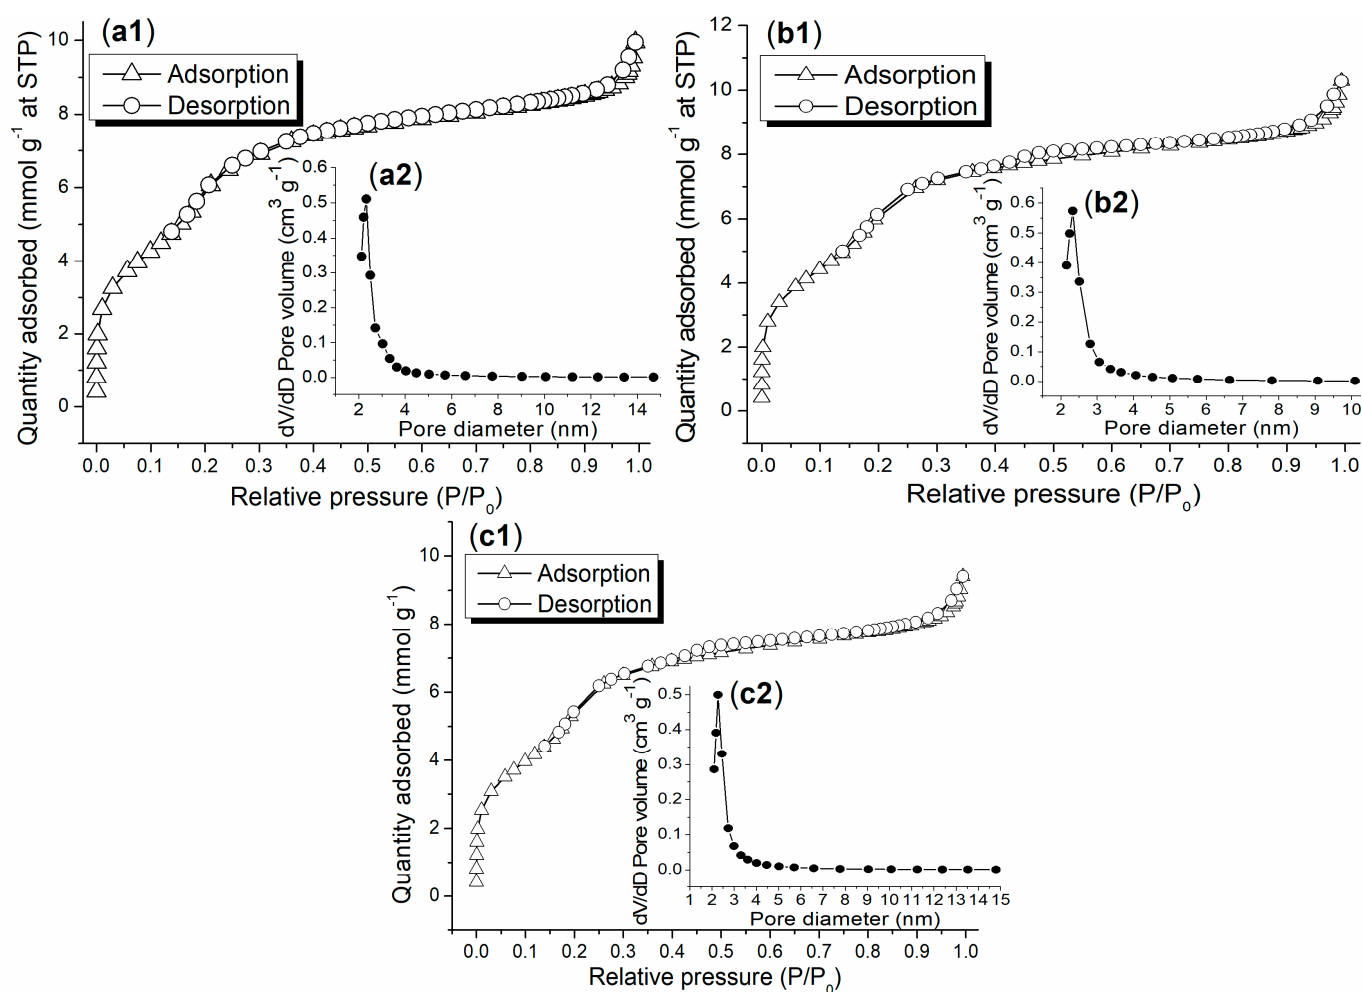 (a1)
Adsorption
Desorption
Quantity adsorbed (mmol g-1 at STP)
10
8
6
4
2
0
0.0 0.1 0.2 0.3 0.4 0.5 0.6 0.7 0.8 0.9 1.0
Relative pressure (P/P0)
(a2)
dV/dD Pore volume (cm3 g-1)
0.6
0.5
0.4
0.3
0.2
0.1
0.0
2 4 6 8 10 12 14
Pore diameter (nm)
(b1)
Adsorption
Desorption
Quantity adsorbed (mmol g-1 at STP)
12
10
8
6
4
2
0
0.0 0.1 0.2 0.3 0.4 0.5 0.6 0.7 0.8 0.9 1.0
Relative pressure (P/P0)
(b2)
dV/dD Pore volume (cm3 g-1)
0.6
0.5
0.4
0.3
0.2
0.1
0.0
2 3 4 5 6 7 8 9 10
Pore diameter (nm)
(c1)
Adsorption
Desorption
Quantity adsorbed (mmol g-1)
10
8
6
4
2
0
0.0 0.1 0.2 0.3 0.4 0.5 0.6 0.7 0.8 0.9 1.0
Relative pressure (P/P0)
(c2)
dV/dD Pore volume (cm3 g-1)
0.5
0.4
0.3
0.2
0.1
0.0
1 2 3 4 5 6 7 8 9 10 11 12 13 14 15
Pore diameter (nm)